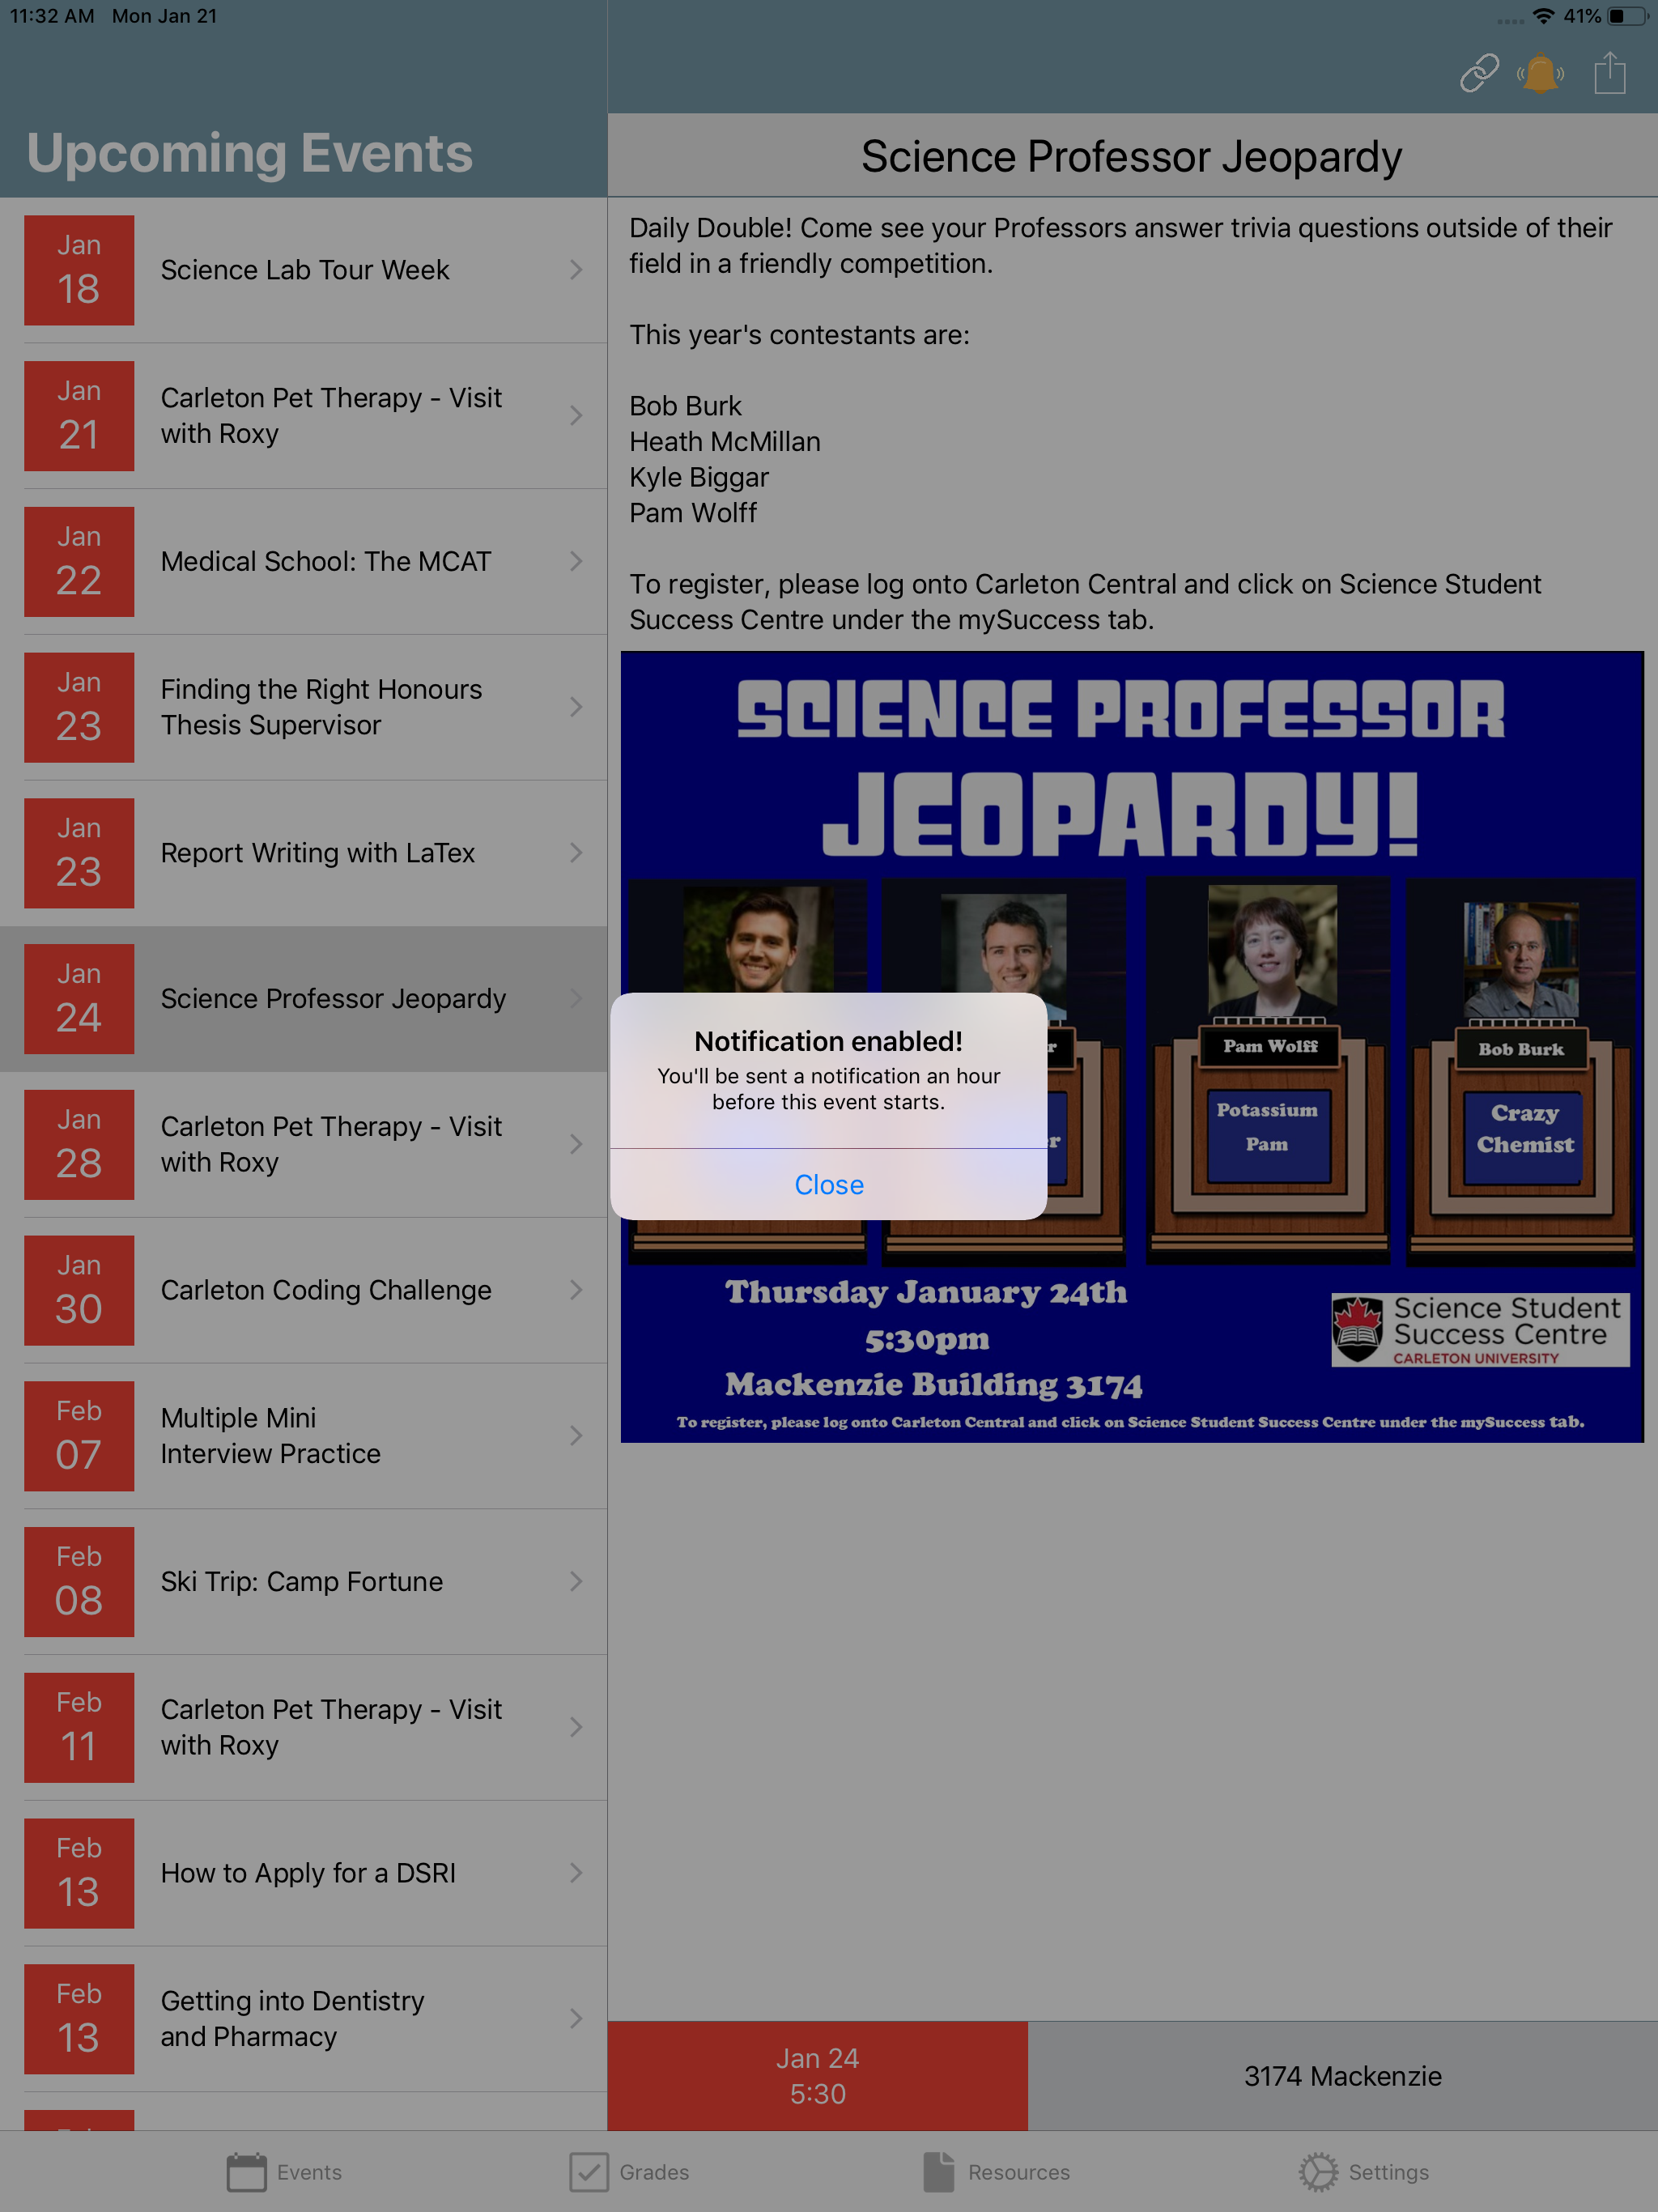 11:32 AM Mon Jan 21
41%
Upcoming Events
Jan
18
Science Lab Tour Week
Jan
21
Carleton Pet Therapy - Visit
with Roxy
Jan
22
Medical School: The MCAT
Jan
23
Finding the Right Honours
Thesis Supervisor
Jan
23
Report Writing with LaTex
Jan
24
Science Professor Jeopardy
Jan
28
Carleton Pet Therapy - Visit
with Roxy
Jan
30
Carleton Coding Challenge
Feb
07
Multiple Mini
Interview Practice
Feb
08
Ski Trip: Camp Fortune
Feb
11
Carleton Pet Therapy - Visit
with Roxy
Feb
13
How to Apply for a DSRI
Feb
13
Getting into Dentistry
and Pharmacy
Science Professor Jeopardy
Daily Double! Come see your Professors answer trivia questions outside of their
field in a friendly competition.
This year's contestants are:
Bob Burk
Heath McMillan
Kyle Biggar
Pam Wolff
To register, please log onto Carleton Central and click on Science Student
Success Centre under the mySuccess tab.
SCIENCE PROFESSOR
JEOPARDY!
Pam Wolff
Potassium
Pam
Bob Burk
Crazy
Chemist
Notification enabled!
You'll be sent a notification an hour
before this event starts.
Close
Thursday January 24th
5:30pm
Mackenzie Building 3174
Science Student
Success Centre
CARLETON UNIVERSITY
To register, please log onto Carleton Central and click on Science Student Success Centre under the mySuccess tab.
Jan 24
5:30
3174 Mackenzie
Events
Grades
Resources
Settings